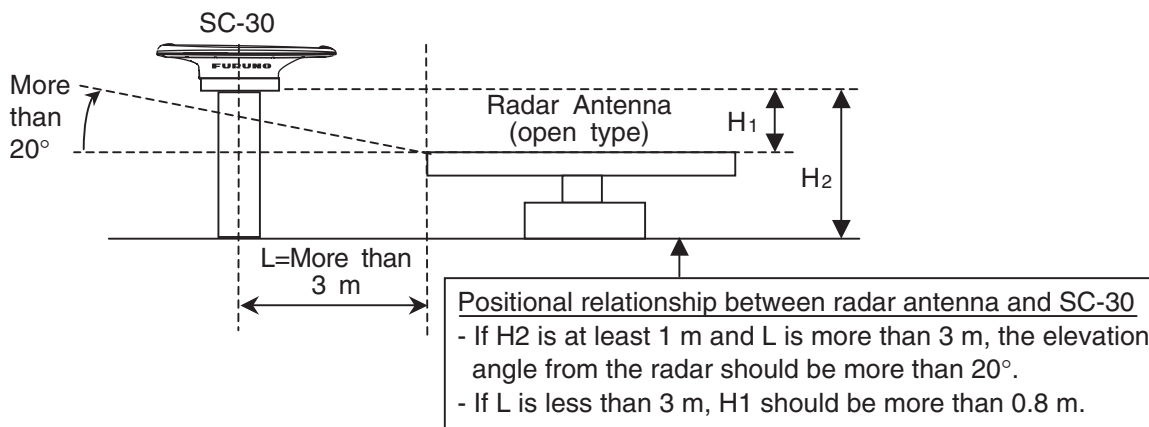 SC-30
FURUNO
More
than
20°
Radar Antenna
(open type)
H1
H2
L=More than
3 m
Positional relationship between radar antenna and SC-30
- If H2 is at least 1 m and L is more than 3 m, the elevation
angle from the radar should be more than 20°.
- If L is less than 3 m, H1 should be more than 0.8 m.